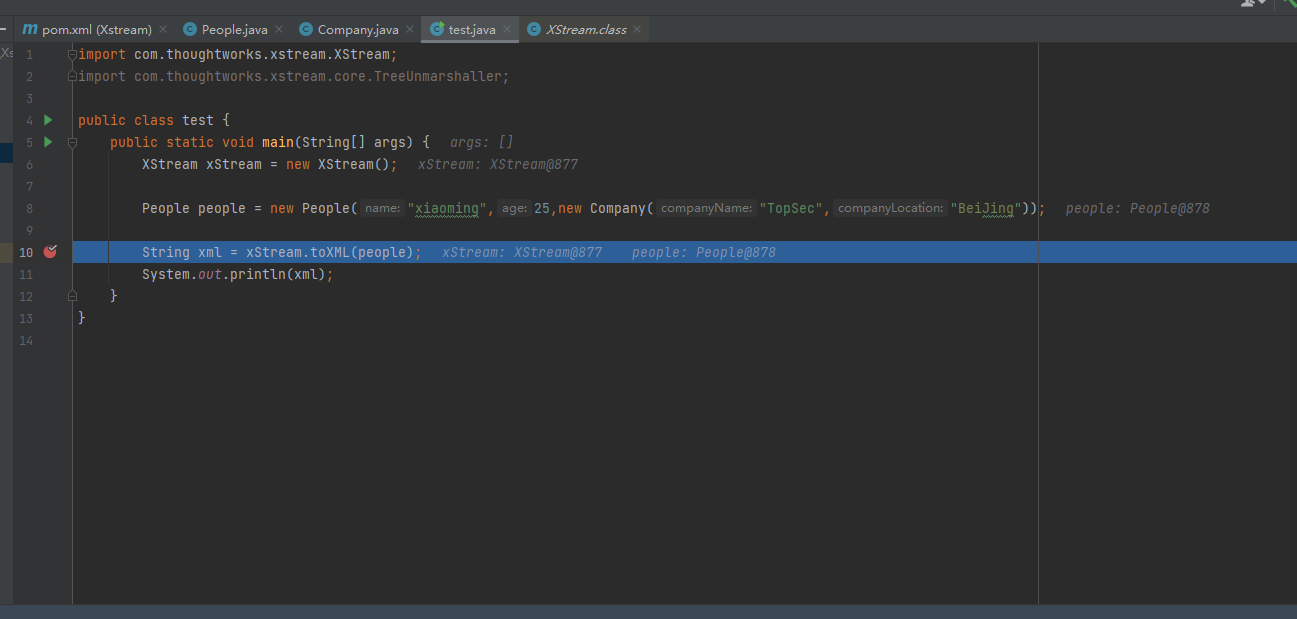 pom.xml (Xstream) People.java Company.java test.java XStream.class
Xs
1 import com.thoughtworks.xstream.XStream;
2 import com.thoughtworks.xstream.core.TreeUnmarshaller;
3
4 public class test {
5 public static void main(String[] args) { args: []
6 XStream xStream = new XStream(); xStream: XStream@877
7
8 People people = new People( name: "xiaoming", age: 25,new Company( companyName: "TopSec", companyLocation: "BeiJing")); people: People@878
9
10 String xml = xStream.toXML(people); xStream: XStream@877 people: People@878
11 System.out.println(xml);
12 }
13 }
14